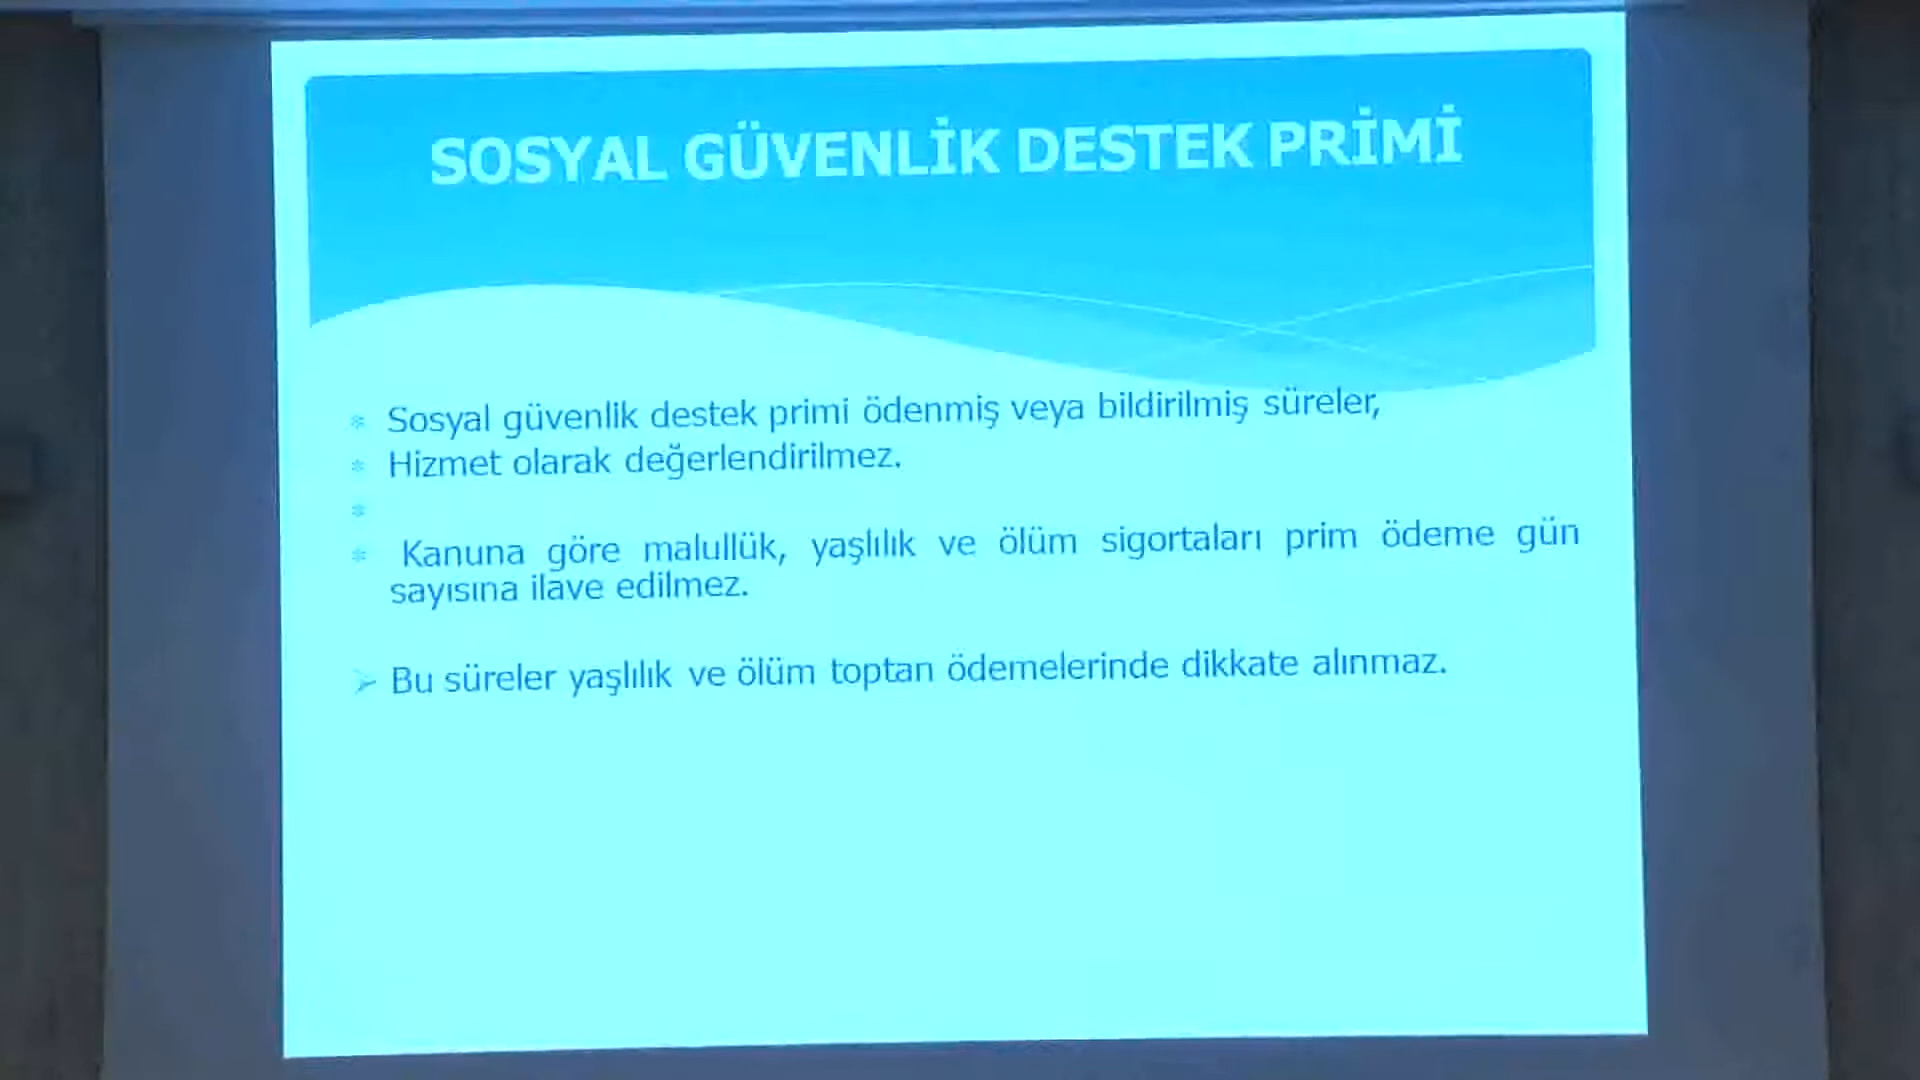 SOSYAL GÜVENLİK DESTEK PRİMİ
Sosyal güvenlik destek primi ödenmiş veya bildirilmiş süreler,
Hizmet olarak değerlendirilmez.
Kanuna göre malullük, yaşlılık ve ölüm sigortaları prim ödeme gün
sayısına ilave edilmez.
Bu süreler yaşlılık ve ölüm toptan ödemelerinde dikkate alınmaz.